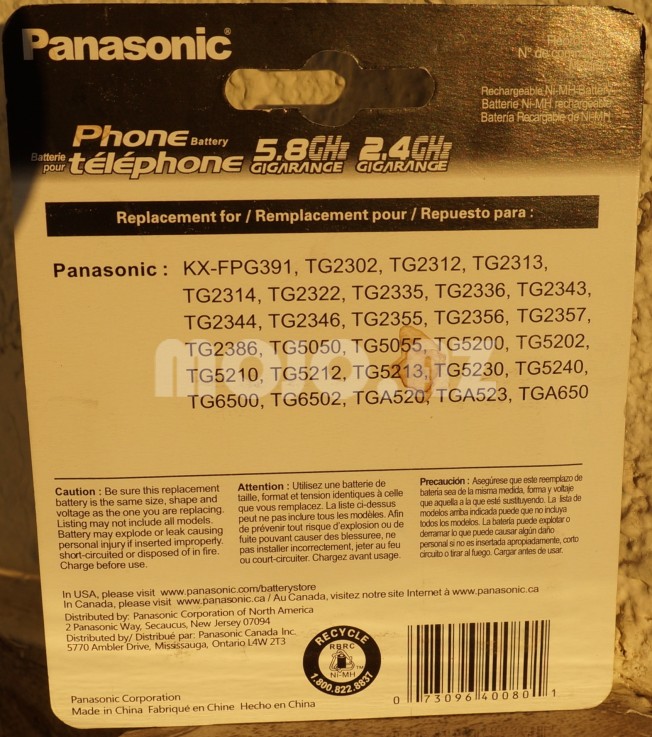 Panasonic®
N° de
Rechargeable Ni-MH Battery
Batterie Ni-MH rechargeable
Batería Recargable de Ni-MH
Phone Battery
Batterie pour téléphone
5.8GHz GIGARANGE 2.4GHz GIGARANGE
Replacement for / Remplacement pour / Repuesto para :
Panasonic : KX-FPG391, TG2302, TG2312, TG2313,
TG2314, TG2322, TG2335, TG2336, TG2343,
TG2344, TG2346, TG2355, TG2356, TG2357,
TG2386, TG5050, TG5055, TG5200, TG5202,
TG5210, TG5212, TG5213, TG5230, TG5240,
TG6500, TG6502, TGA520, TGA523, TGA650
Caution : Be sure this replacement
battery is the same size, shape and
voltage as the one you are replacing.
Listing may not include all models.
Battery may explode or leak causing
personal injury if inserted improperly,
short-circuited or disposed of in fire.
Charge before use.
Attention : Utilisez une batterie de
taille, format et tension identiques à celle
que vous remplacez. La liste ci-dessus
peut ne pas inclure tous les modèles. Afin
de prévenir tout risque d'explosion ou de
fuite pouvant causer des blessures, ne
pas installer incorrectement, jeter au feu
ou court-circuiter. Chargez avant usage.
Precaución : Asegúrese que este reemplazo de
batería sea de la misma medida, forma y voltaje
que aquella a la que esté sustituyendo. La lista de
modelos arriba indicada puede que no incluya
todos los modelos. La batería puede explotar o
derramar lo que puede causar algún daño
personal si no es insertada apropiadamente, corto
circuito o tirar al fuego. Cargar antes de usar.
In USA, please visit www.panasonic.com/batterystore
In Canada, please visit www.panasonic.ca / Au Canada, visitez notre site Internet à www.panasonic.ca
Distributed by: Panasonic Corporation of North America
2 Panasonic Way, Secaucus, New Jersey 07094
Distributed by/ Distribué par: Panasonic Canada Inc.
5770 Ambler Drive, Mississauga, Ontario L4W 2T3
RECYCLE
RBRC
Ni-MH
1.800.822.8837
Panasonic Corporation
Made in China Fabriqué en Chine Hecho en China
0 73096 40080 1